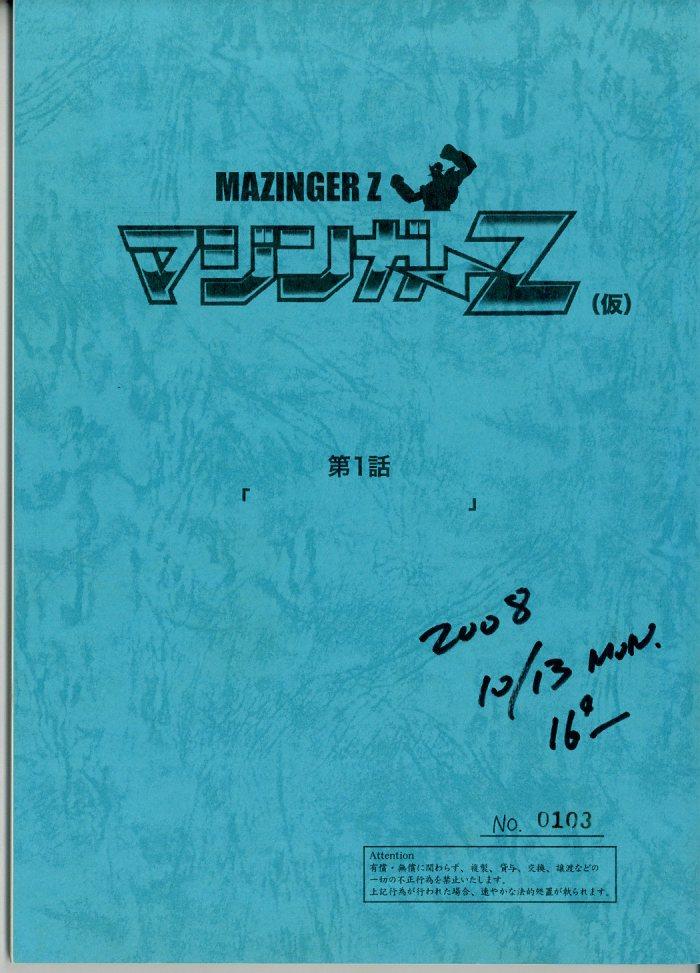 MAZINGER Z
マジンガーZ
(仮)
第1話
「 」
2008
10/13 MON.
16
No. 0103
Attention
有償・無償に関わらず、複製、貸与、交換、譲渡などの
一切の不正行為を禁止いたします。
上記行為が行われた場合、速やかな法的処置が執られます。